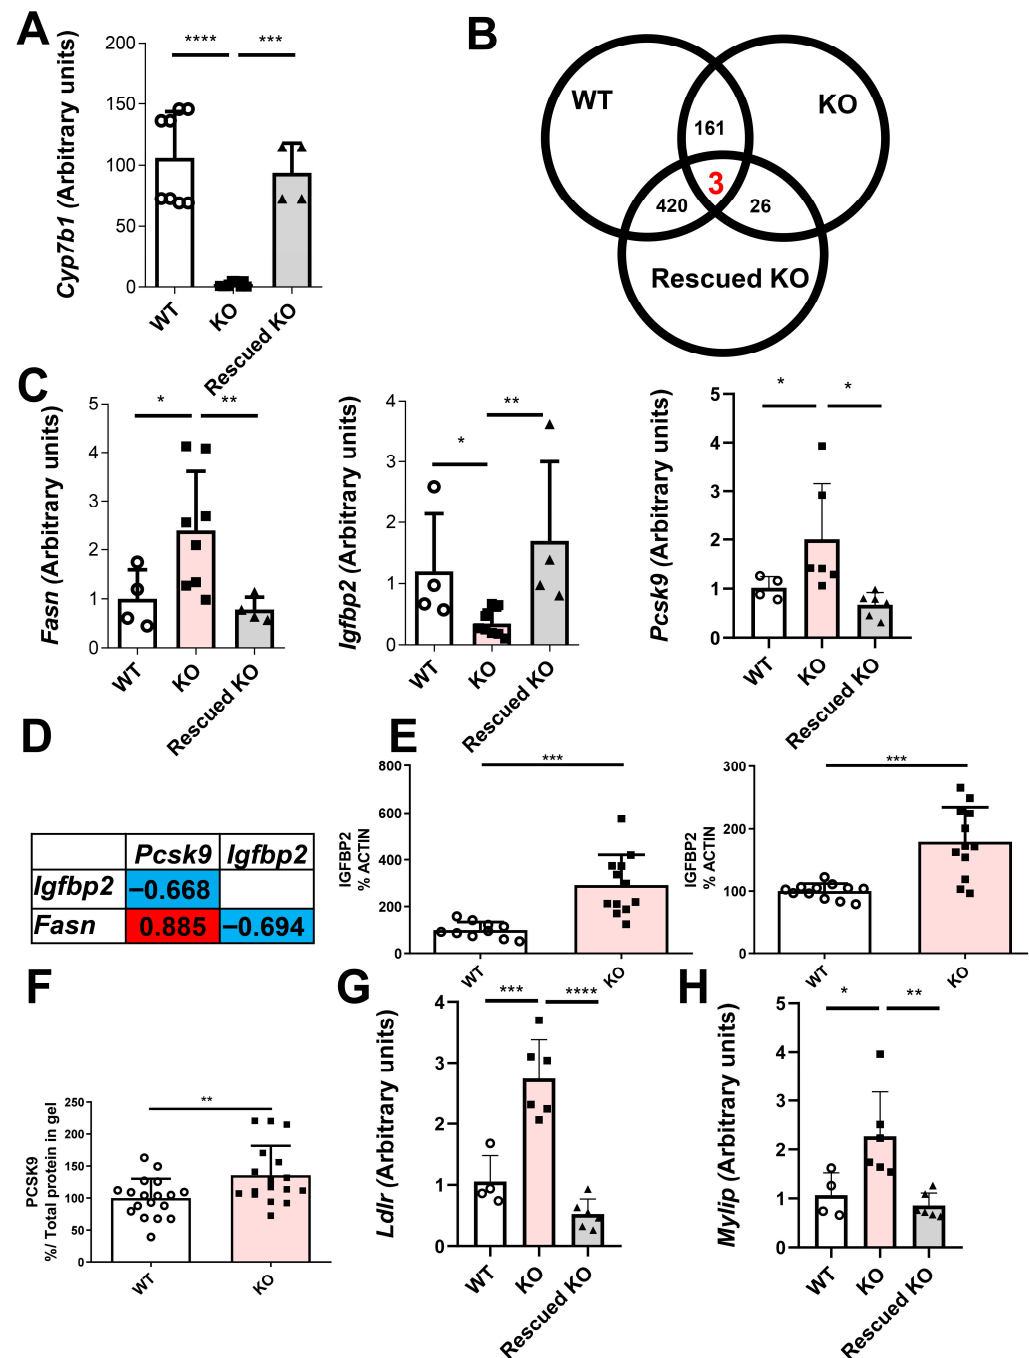 A
Cyp7b1 (Arbitrary units)
200
150
100
50
0
****
***
WT
KO
Rescued KO
B
WT
KO
161
3
420
26
Rescued KO
C
Fasn (Arbitrary units)
5
4
3
2
1
0
*
**
WT
KO
Rescued KO
Igfbp2 (Arbitrary units)
4
3
2
1
0
*
**
WT
KO
Rescued KO
Pcsk9 (Arbitrary units)
5
4
3
2
1
0
*
*
WT
KO
Rescued KO
D
Pcsk9 Igfbp2
Igfbp2 −0.668
Fasn 0.885 −0.694
E
IGFBP2
% ACTIN
800
600
400
200
0
***
WT
KO
IGFBP2
% ACTIN
300
200
100
0
***
WT
KO
F
PCSK9
%/ Total protein in gel
250
200
150
100
50
0
**
WT
KO
G
Ldlr (Arbitrary units)
4
3
2
1
0
***
****
WT
KO
Rescued KO
H
Mylip (Arbitrary units)
5
4
3
2
1
0
*
**
WT
KO
Rescued KO